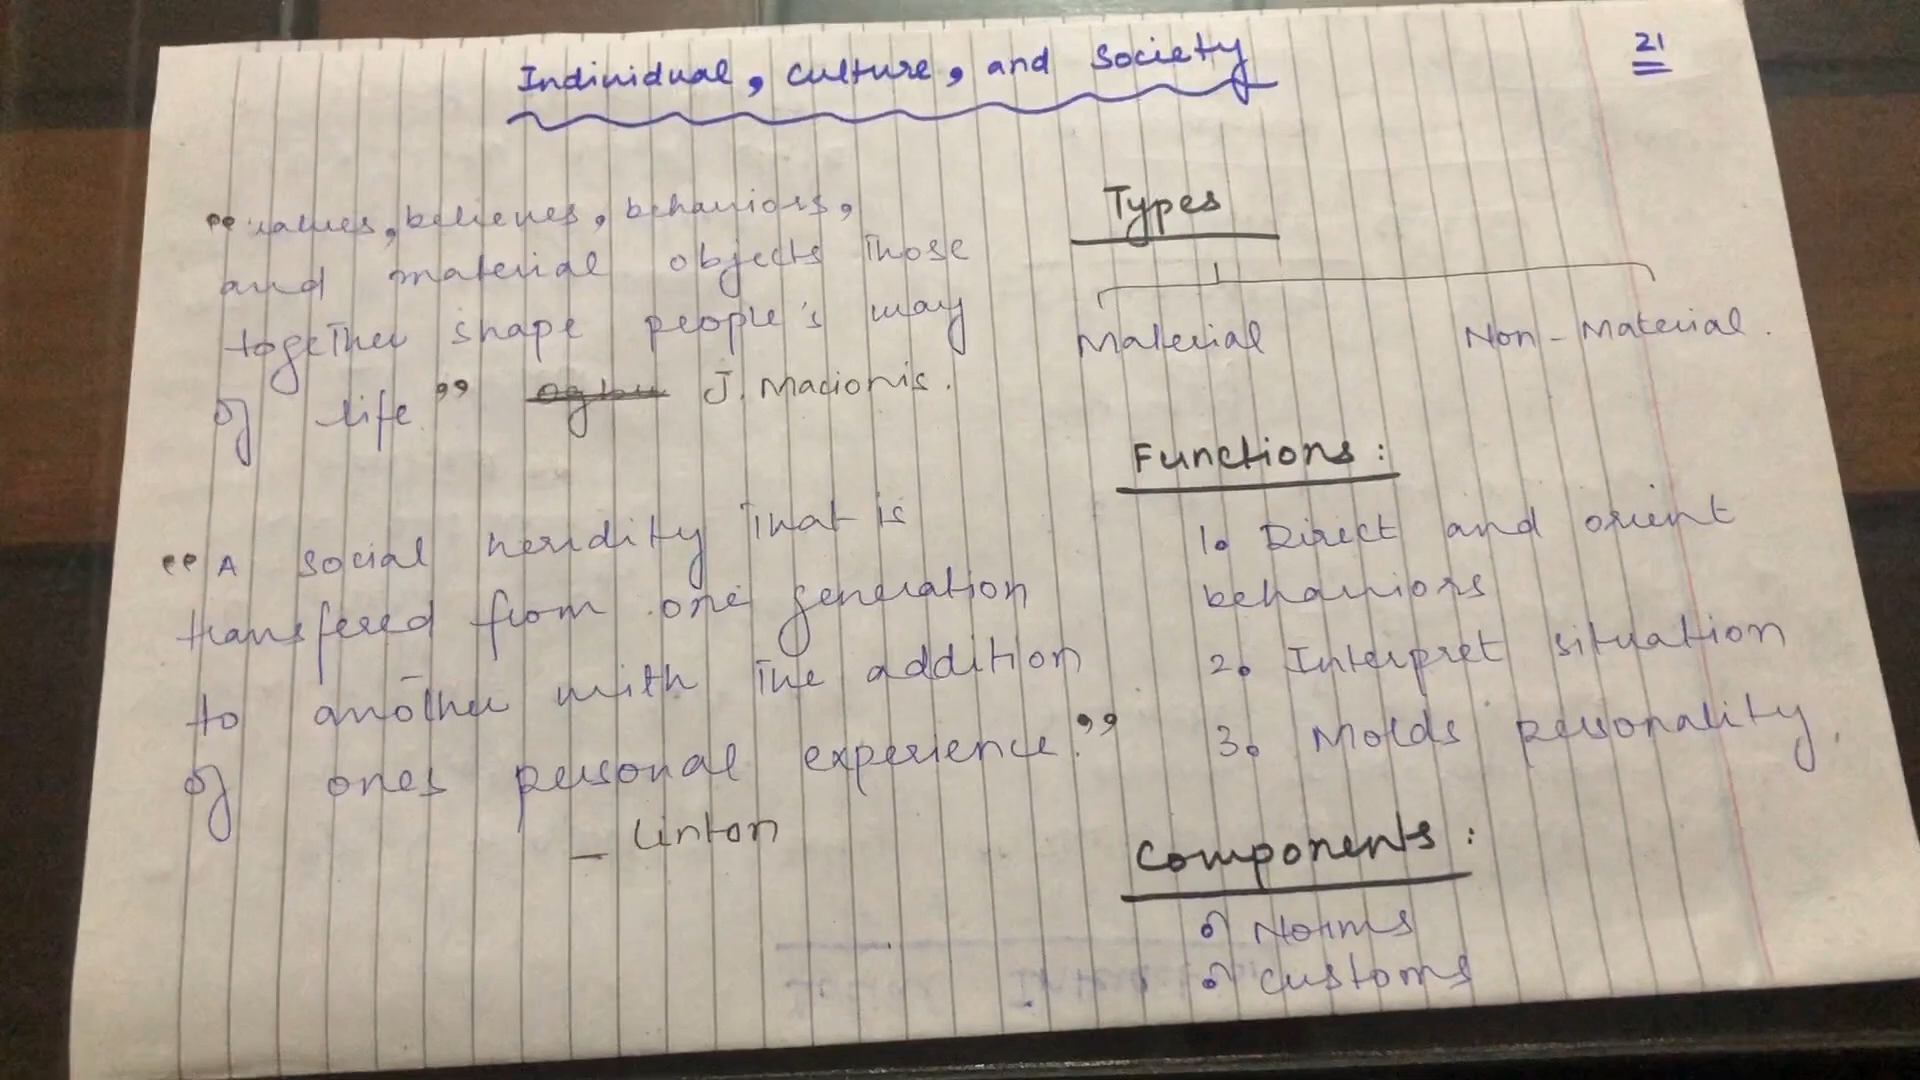 Individual, culture, and Society
21
“values, believes, behaviors,
and material objects those
together shape people's way
of life.” J. Macionis.
“A social heridity that is
transfered from one generation
to another with the addition
of ones personal experience.”
_ Linton
Types
Material Non-Material.
Functions:
1. Direct and orient
behaviors
2. Interpret situation
3. Molds personality.
Components:
Norms
customs